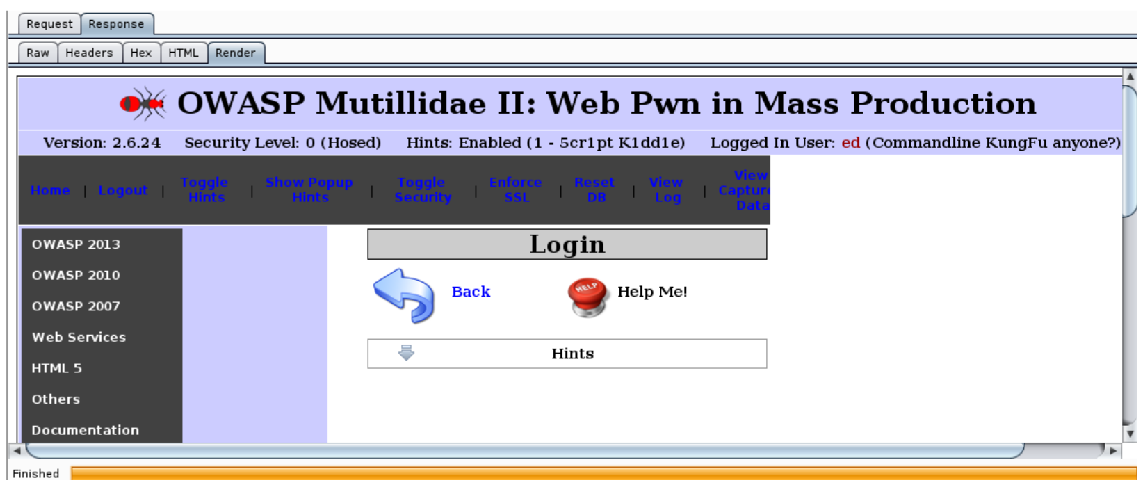 Request Response
Raw Headers Hex HTML Render
OWASP Mutillidae II: Web Pwn in Mass Production
Version: 2.6.24 Security Level: 0 (Hosed) Hints: Enabled (1 - 5cr1pt K1dd1e) Logged In User: ed (Commandline KungFu anyone?)
Home | Logout | Toggle Hints | Show Popup Hints | Toggle Security | Enforce SSL | Reset DB | View Log | View Captur Data
OWASP 2013
OWASP 2010
OWASP 2007
Web Services
HTML 5
Others
Documentation
Login
Back
HELP
Help Me!
Hints
Finished